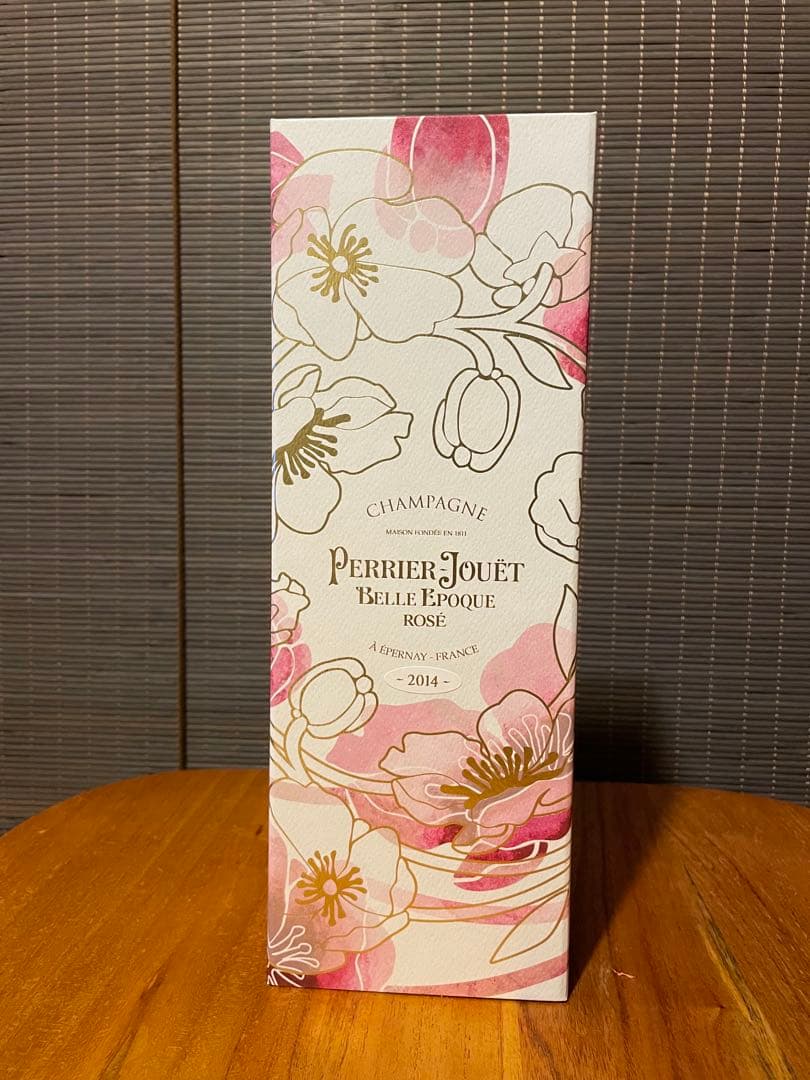 CHAMPAGNE
MAISON FONDÉE EN 1811
PERRIER-JOUËT
BELLE EPOQUE
ROSÉ
À ÉPERNAY - FRANCE
- 2014 -